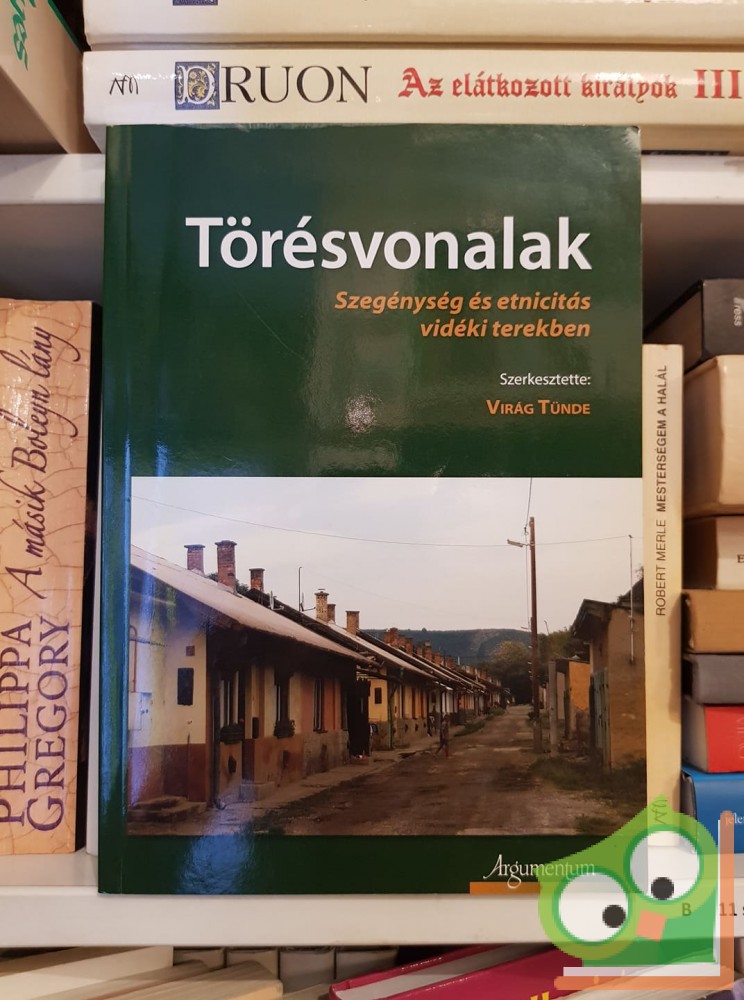 DRUON Az elátkozott királyok III
Törésvonalak
Szegénység és etnicitás
vidéki terekben
Szerkesztette:
VIRÁG TÜNDE
Argumentum
PHILIPPA
GREGORY
A másik Boleyn lány
ROBERT MERLE MESTERSÉGEM A HALÁL
B
11